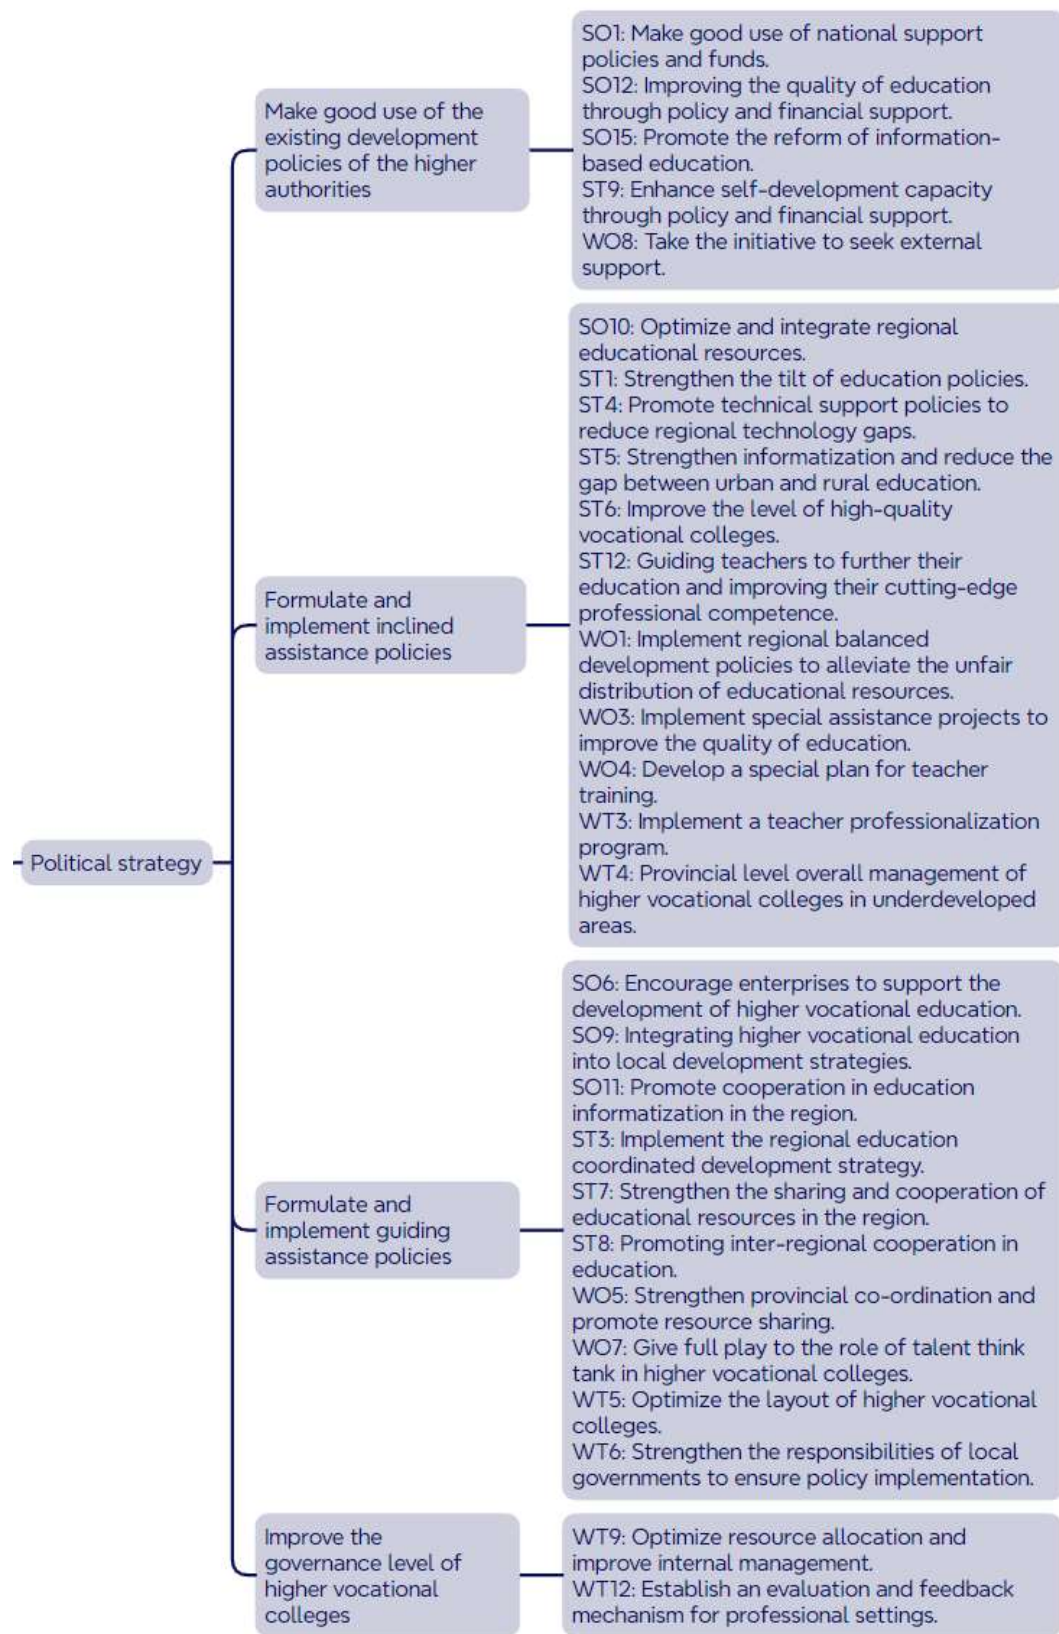 SO1: Make good use of national support
policies and funds.
SO12: Improving the quality of education
through policy and financial support.
SO15: Promote the reform of information-
based education.
ST9: Enhance self-development capacity
through policy and financial support.
WO8: Take the initiative to seek external
support.
Make good use of the
existing development
policies of the higher
authorities
SO10: Optimize and integrate regional
educational resources.
ST1: Strengthen the tilt of education policies.
ST4: Promote technical support policies to
reduce regional technology gaps.
ST5: Strengthen informatization and reduce the
gap between urban and rural education.
ST6: Improve the level of high-quality
vocational colleges.
ST12: Guiding teachers to further their
education and improving their cutting-edge
professional competence.
WO1: Implement regional balanced
development policies to alleviate the unfair
distribution of educational resources.
WO3: Implement special assistance projects to
improve the quality of education.
WO4: Develop a special plan for teacher
training.
WT3: Implement a teacher professionalization
program.
WT4: Provincial level overall management of
higher vocational colleges in underdeveloped
areas.
Formulate and
implement inclined
assistance policies
Political strategy
SO6: Encourage enterprises to support the
development of higher vocational education.
SO9: Integrating higher vocational education
into local development strategies.
SO11: Promote cooperation in education
informatization in the region.
ST3: Implement the regional education
coordinated development strategy.
ST7: Strengthen the sharing and cooperation of
educational resources in the region.
ST8: Promoting inter-regional cooperation in
education.
WO5: Strengthen provincial co-ordination and
promote resource sharing.
WO7: Give full play to the role of talent think
tank in higher vocational colleges.
WT5: Optimize the layout of higher vocational
colleges.
WT6: Strengthen the responsibilities of local
governments to ensure policy implementation.
Formulate and
implement guiding
assistance policies
Improve the
governance level of
higher vocational
colleges
WT9: Optimize resource allocation and
improve internal management.
WT12: Establish an evaluation and feedback
mechanism for professional settings.